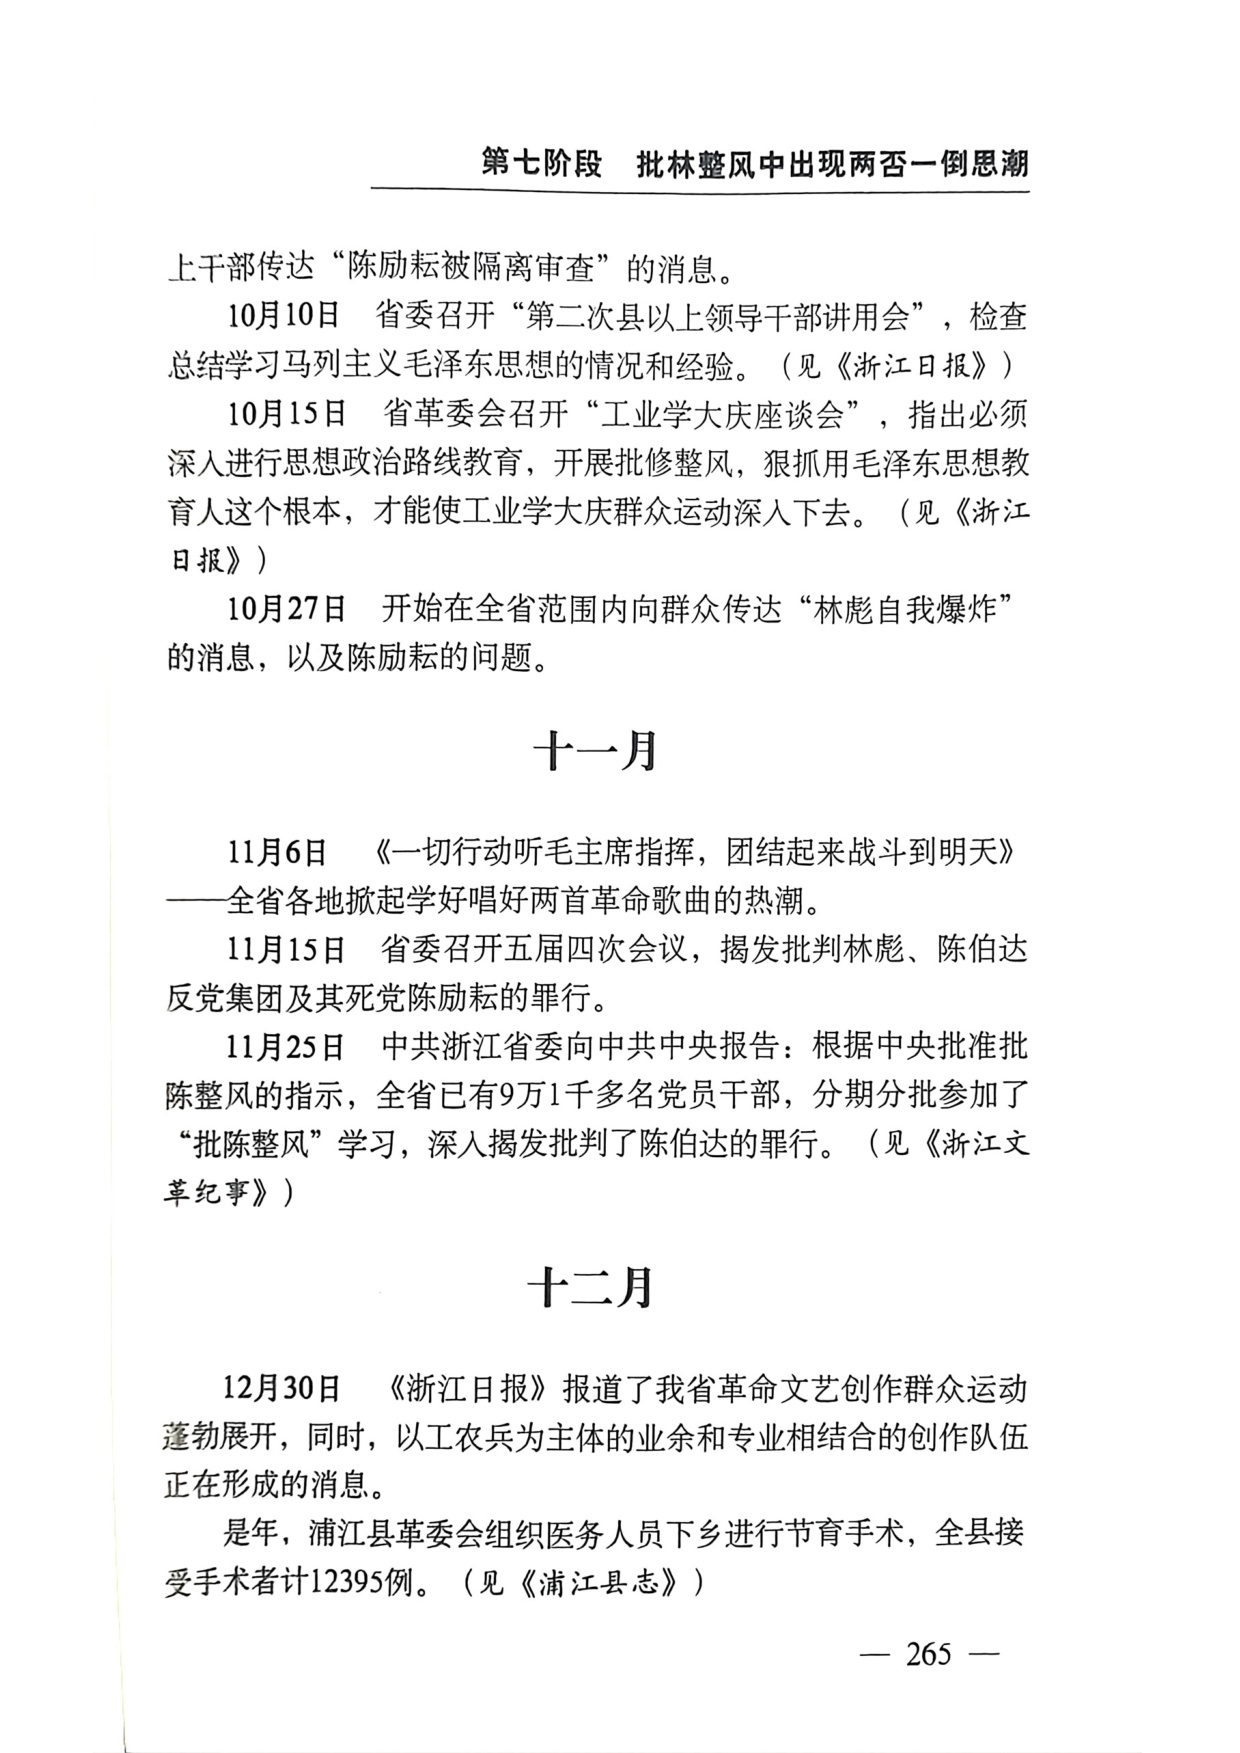 第七阶段　批林整风中出现两否一倒思潮
上干部传达“陈励耘被隔离审查”的消息。
10月10日　省委召开“第二次县以上领导干部讲用会”，检查
总结学习马列主义毛泽东思想的情况和经验。（见《浙江日报》）
10月15日　省革委会召开“工业学大庆座谈会”，指出必须
深入进行思想政治路线教育，开展批修整风，狠抓用毛泽东思想教
育人这个根本，才能使工业学大庆群众运动深入下去。（见《浙江
日报》）
10月27日　开始在全省范围内向群众传达“林彪自我爆炸”
的消息，以及陈励耘的问题。
十一月
11月6日　《一切行动听毛主席指挥，团结起来战斗到明天》
——全省各地掀起学好唱好两首革命歌曲的热潮。
11月15日　省委召开五届四次会议，揭发批判林彪、陈伯达
反党集团及其死党陈励耘的罪行。
11月25日　中共浙江省委向中共中央报告：根据中央批准批
陈整风的指示，全省已有9万1千多名党员干部，分期分批参加了
“批陈整风”学习，深入揭发批判了陈伯达的罪行。（见《浙江文
革纪事》）
十二月
12月30日　《浙江日报》报道了我省革命文艺创作群众运动
蓬勃展开，同时，以工农兵为主体的业余和专业相结合的创作队伍
正在形成的消息。
是年，浦江县革委会组织医务人员下乡进行节育手术，全县接
受手术者计12395例。（见《浦江县志》）
— 265 —